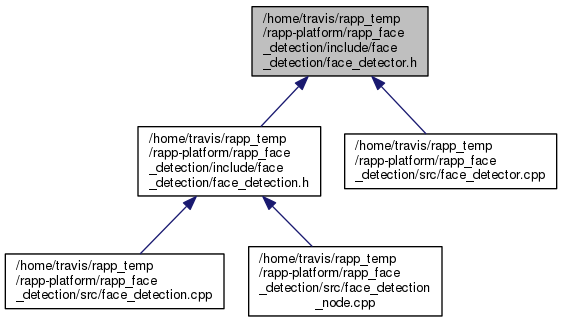 /home/travis/rapp_temp
/rapp-platform/rapp_face
_detection/include/face
_detection/face_detector.h
/home/travis/rapp_temp
/rapp-platform/rapp_face
_detection/include/face
_detection/face_detection.h
/home/travis/rapp_temp
/rapp-platform/rapp_face
_detection/src/face_detector.cpp
/home/travis/rapp_temp
/rapp-platform/rapp_face
_detection/src/face_detection.cpp
/home/travis/rapp_temp
/rapp-platform/rapp_face
_detection/src/face_detection
_node.cpp